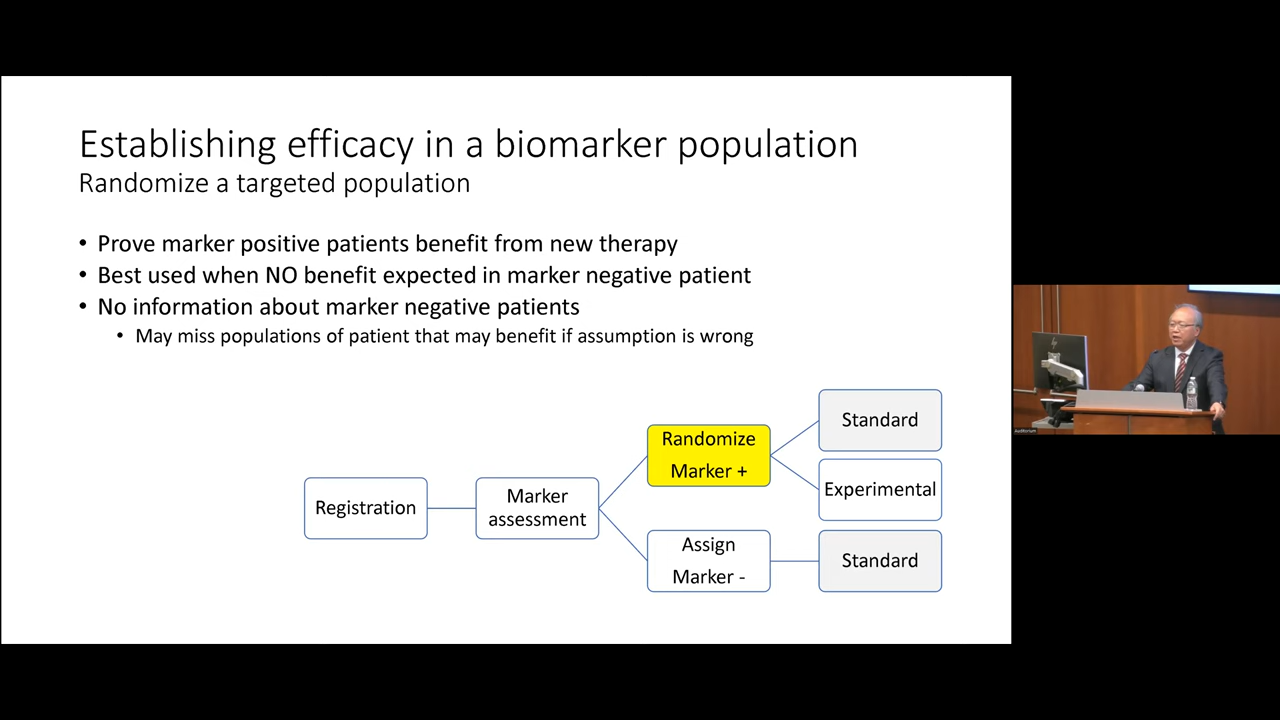 Establishing efficacy in a biomarker population
Randomize a targeted population
• Prove marker positive patients benefit from new therapy
• Best used when NO benefit expected in marker negative patient
• No information about marker negative patients
• May miss populations of patient that may benefit if assumption is wrong
Registration
Marker
assessment
Randomize
Marker +
Assign
Marker -
Standard
Experimental
Standard
Auditorium